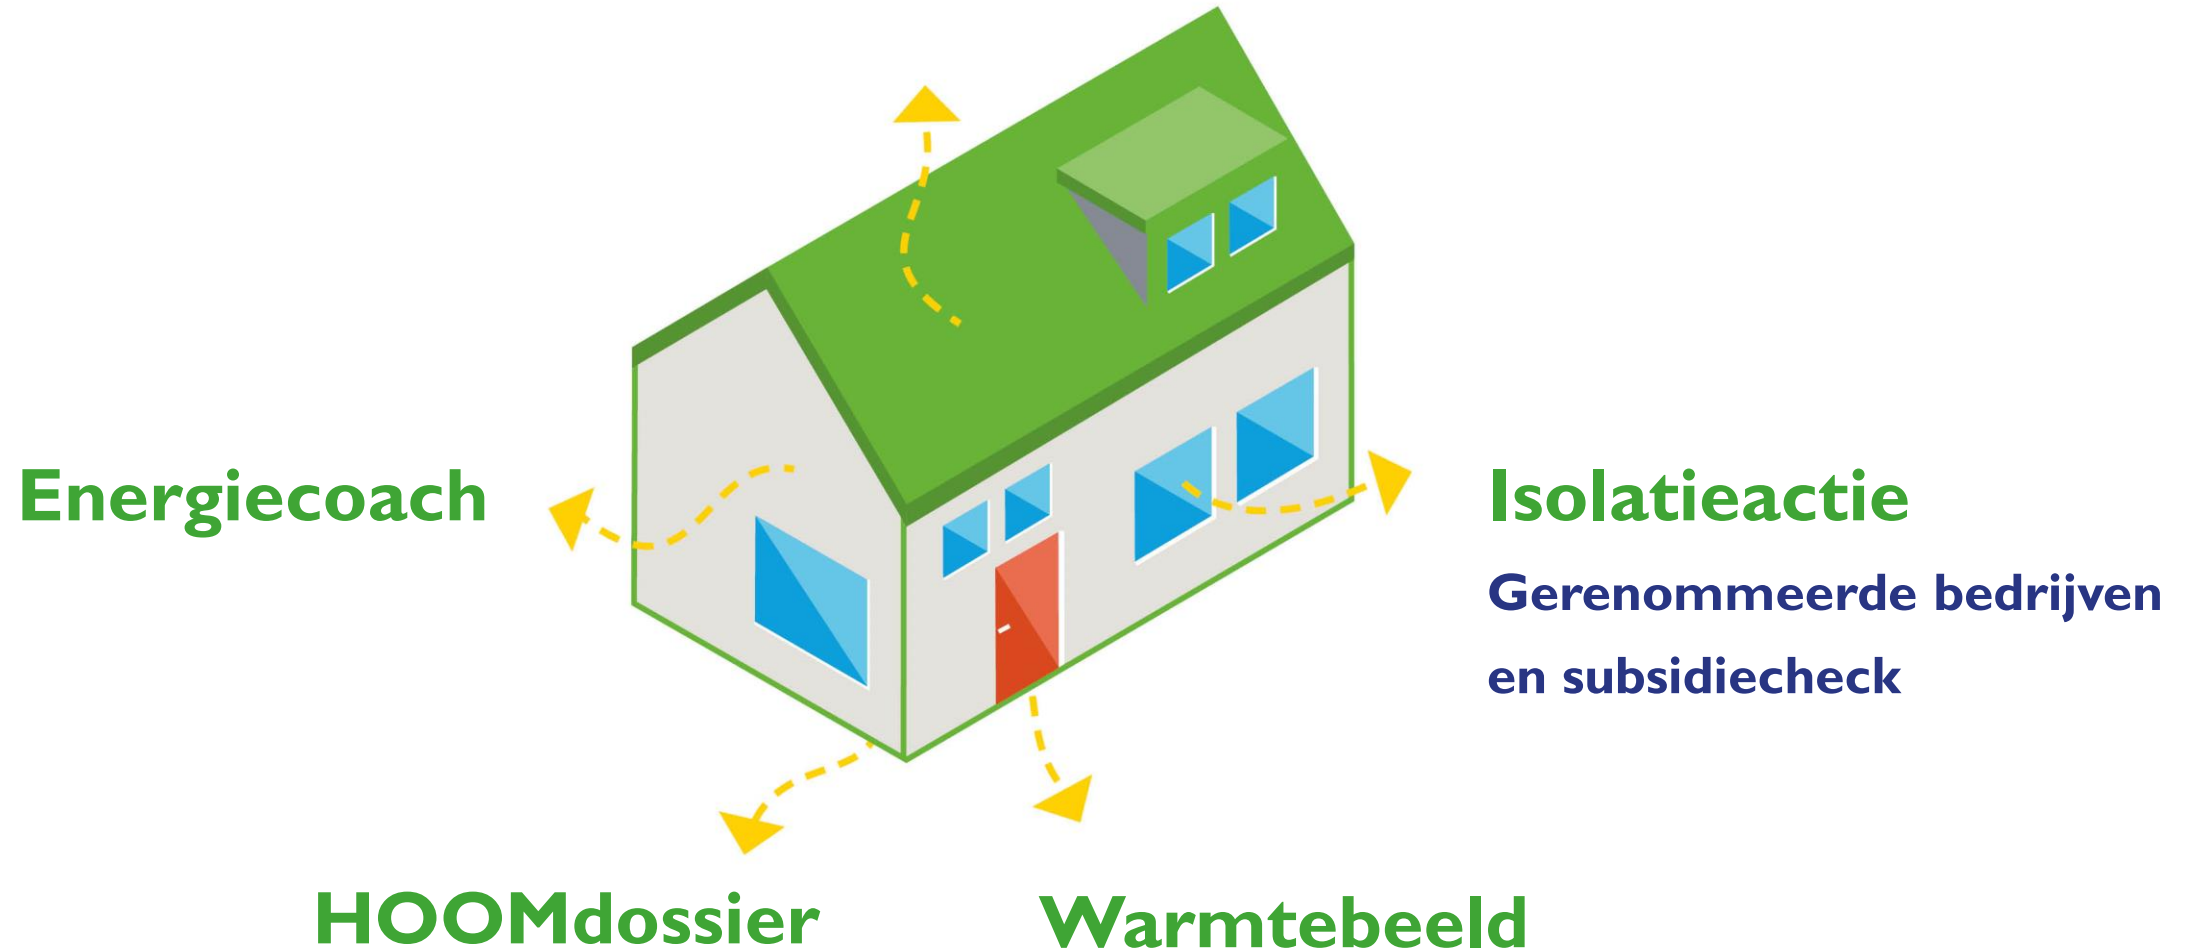 Energiecoach
Isolatieactie
Gerenommeerde bedrijven
en subsidiecheck
HOOMdossier
Warmtebeeld